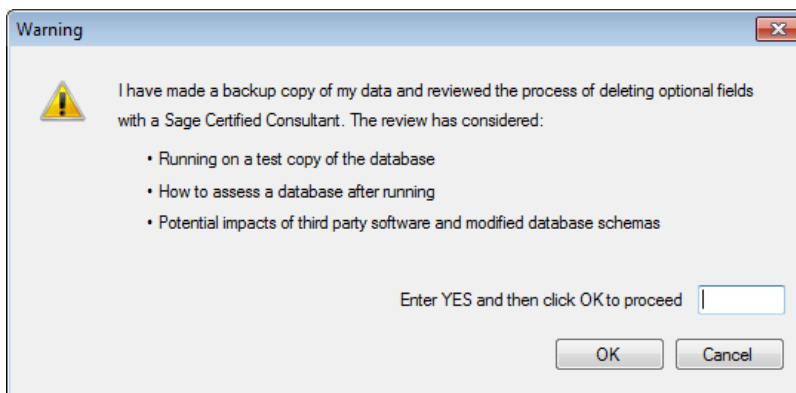 Warning
I have made a backup copy of my data and reviewed the process of deleting optional fields
with a Sage Certified Consultant. The review has considered:
• Running on a test copy of the database
• How to assess a database after running
• Potential impacts of third party software and modified database schemas
Enter YES and then click OK to proceed
OK Cancel